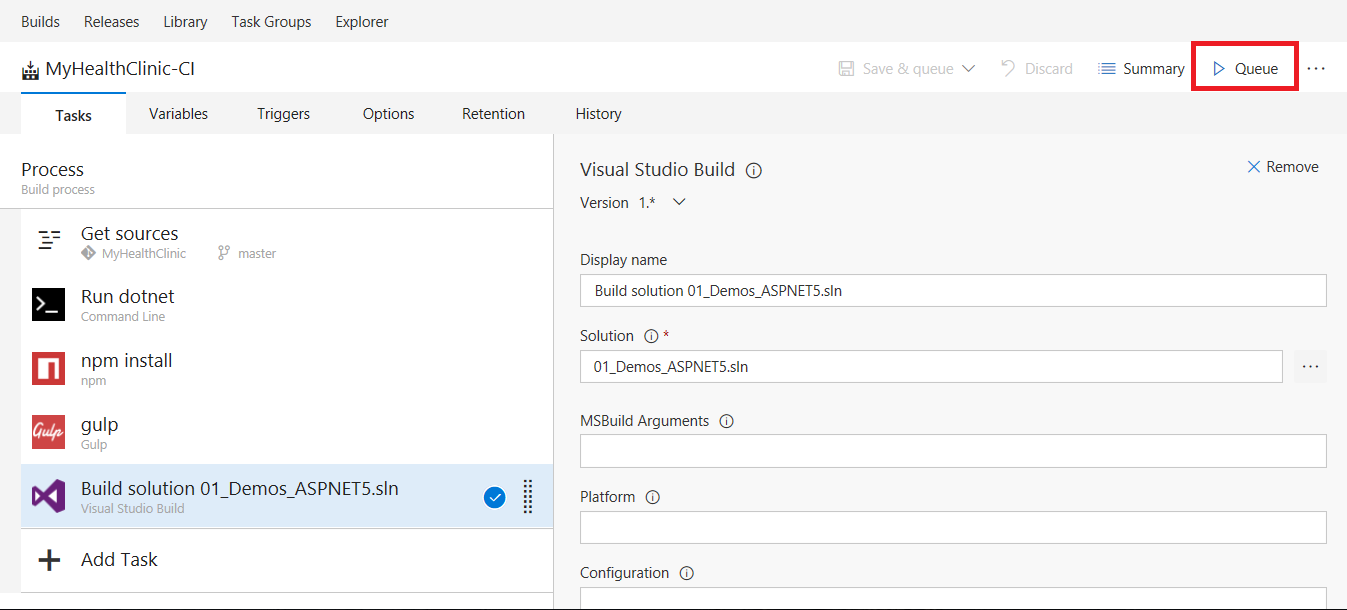 Builds Releases Library Task Groups Explorer
MyHealthClinic-CI Save & queue Discard Summary Queue ...
Tasks Variables Triggers Options Retention History
Process
Build process
Get sources
MyHealthClinic master
Run dotnet
Command Line
npm install
npm
Gulp
gulp
Gulp
Build solution 01_Demos_ASPNET5.sln
Visual Studio Build
Add Task
Visual Studio Build
Remove
Version 1.*
Display name
Build solution 01_Demos_ASPNET5.sln
Solution *
01_Demos_ASPNET5.sln ...
MSBuild Arguments
Platform
Configuration